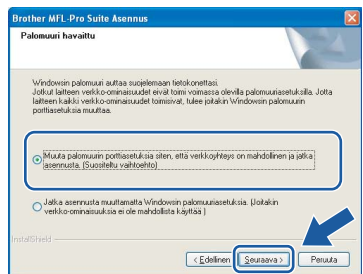 Brother MFL-Pro Suite Asennus
Palomuuri havaittu
Windowsin palomuuri auttaa suojelemaan tietokonettasi.
Jotkut laitteen verkko-ominaisuudet eivät toimi voimassa olevilla palomuuriasetuksilla. Jotta
laitteen kaikki verkko-ominaisuudet toimisivat, tulee joitakin Windowsin palomuurin
porttiasetuksia muuttaa.
Muuta palomuurin porttiasetuksia siten, että verkkoyhteys on mahdollinen ja jatka
asennusta. (Suositeltu vaihtoehto)
Jatka asennusta muuttamatta Windowsin palomuuriasetuksia. (Joitakin
verkko-ominaisuuksia ei ole mahdollista käyttää )
InstallShield
< Edellinen Seuraava > Peruuta